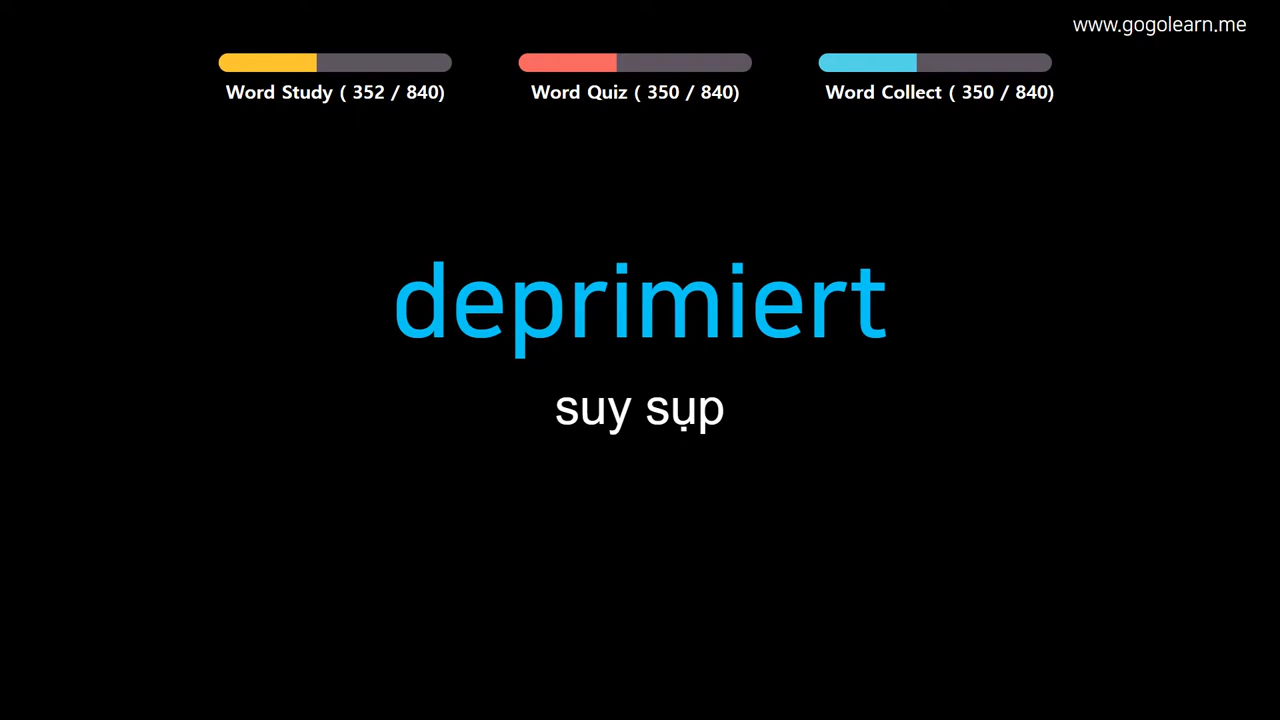 www.gogolearn.me
Word Study ( 352 / 840)
Word Quiz ( 350 / 840)
Word Collect ( 350 / 840)
deprimiert
suy sụp